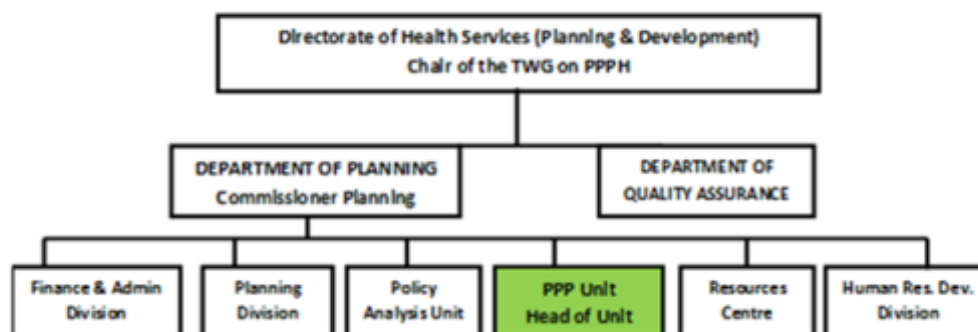 Directorate of Health Services (Planning & Development)
Chair of the TWG on PPPH
DEPARTMENT OF PLANNING
Commissioner Planning
DEPARTMENT OF
QUALITY ASSURANCE
Finance & Admin
Division
Planning
Division
Policy
Analysis Unit
PPP Unit
Head of Unit
Resources
Centre
Human Res. Dev.
Division